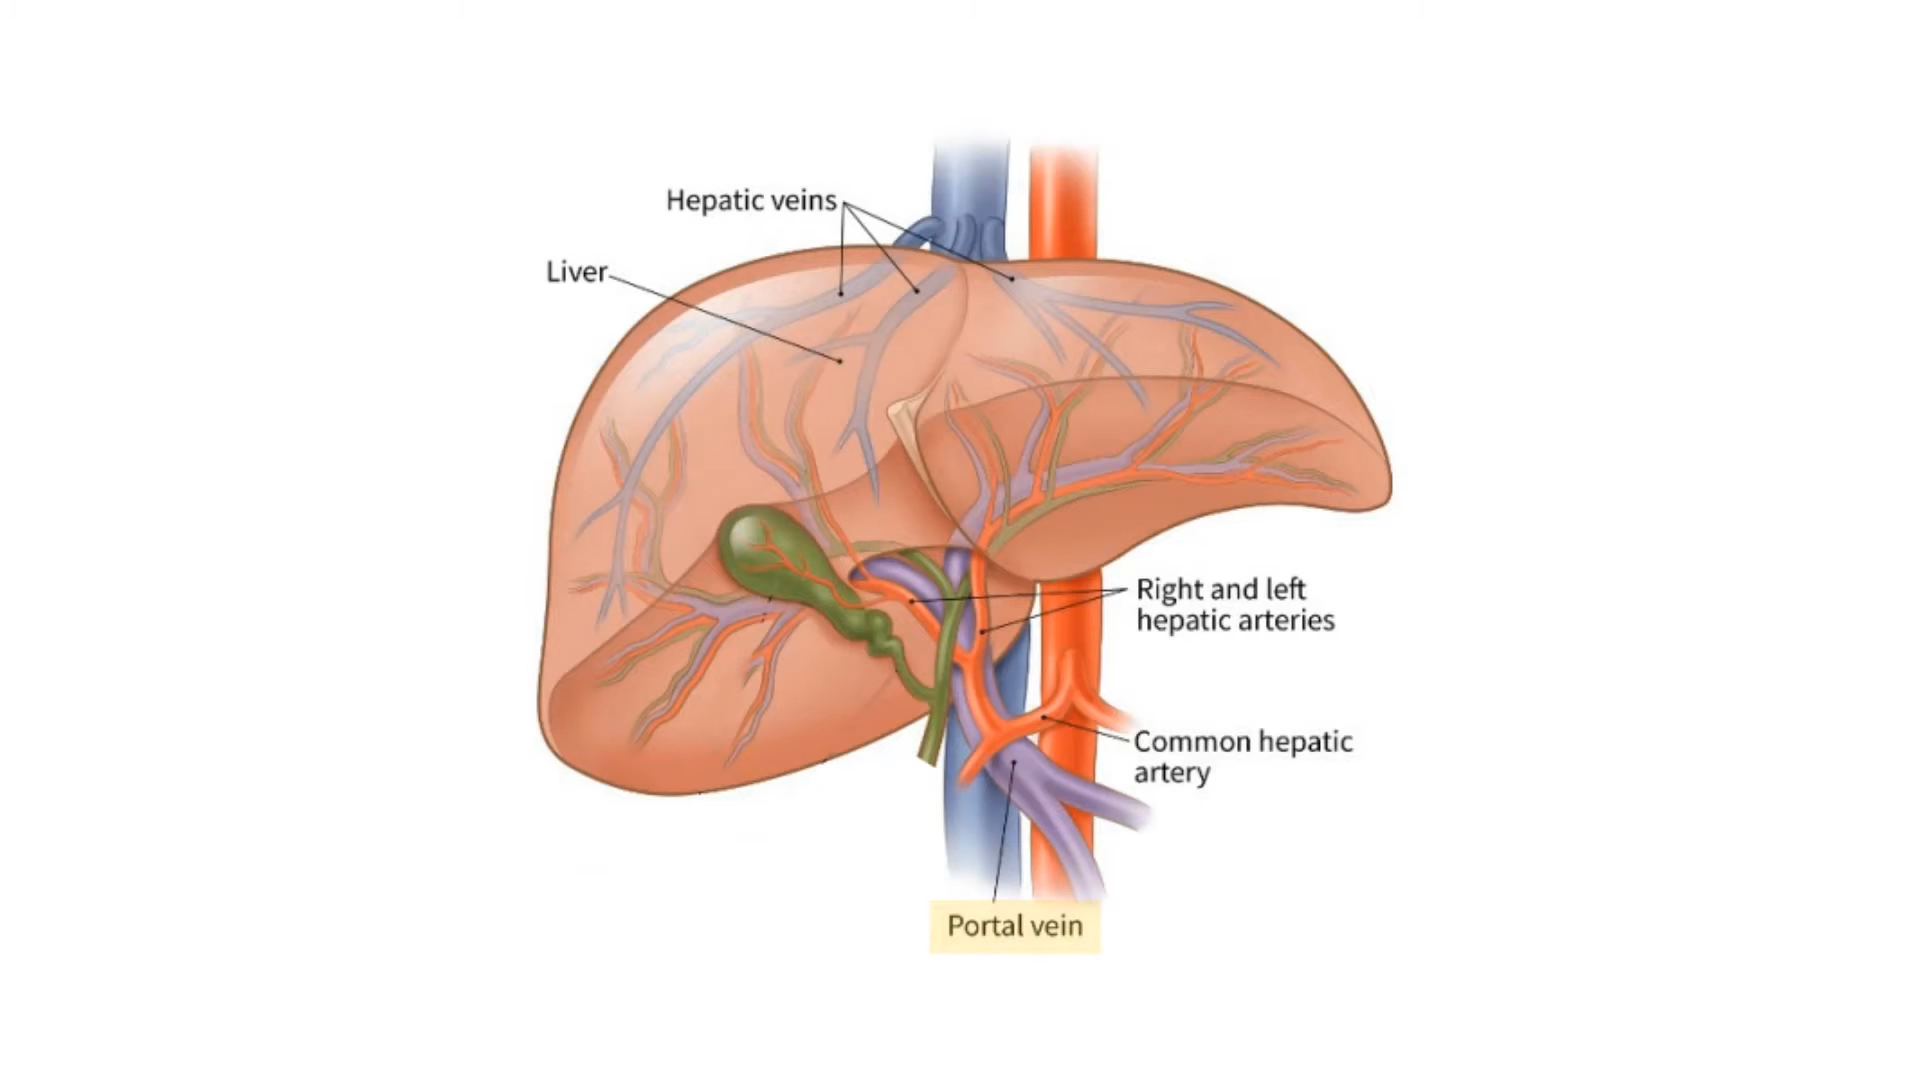 Hepatic veins
Liver
Right and left
hepatic arteries
Common hepatic
artery
Portal vein